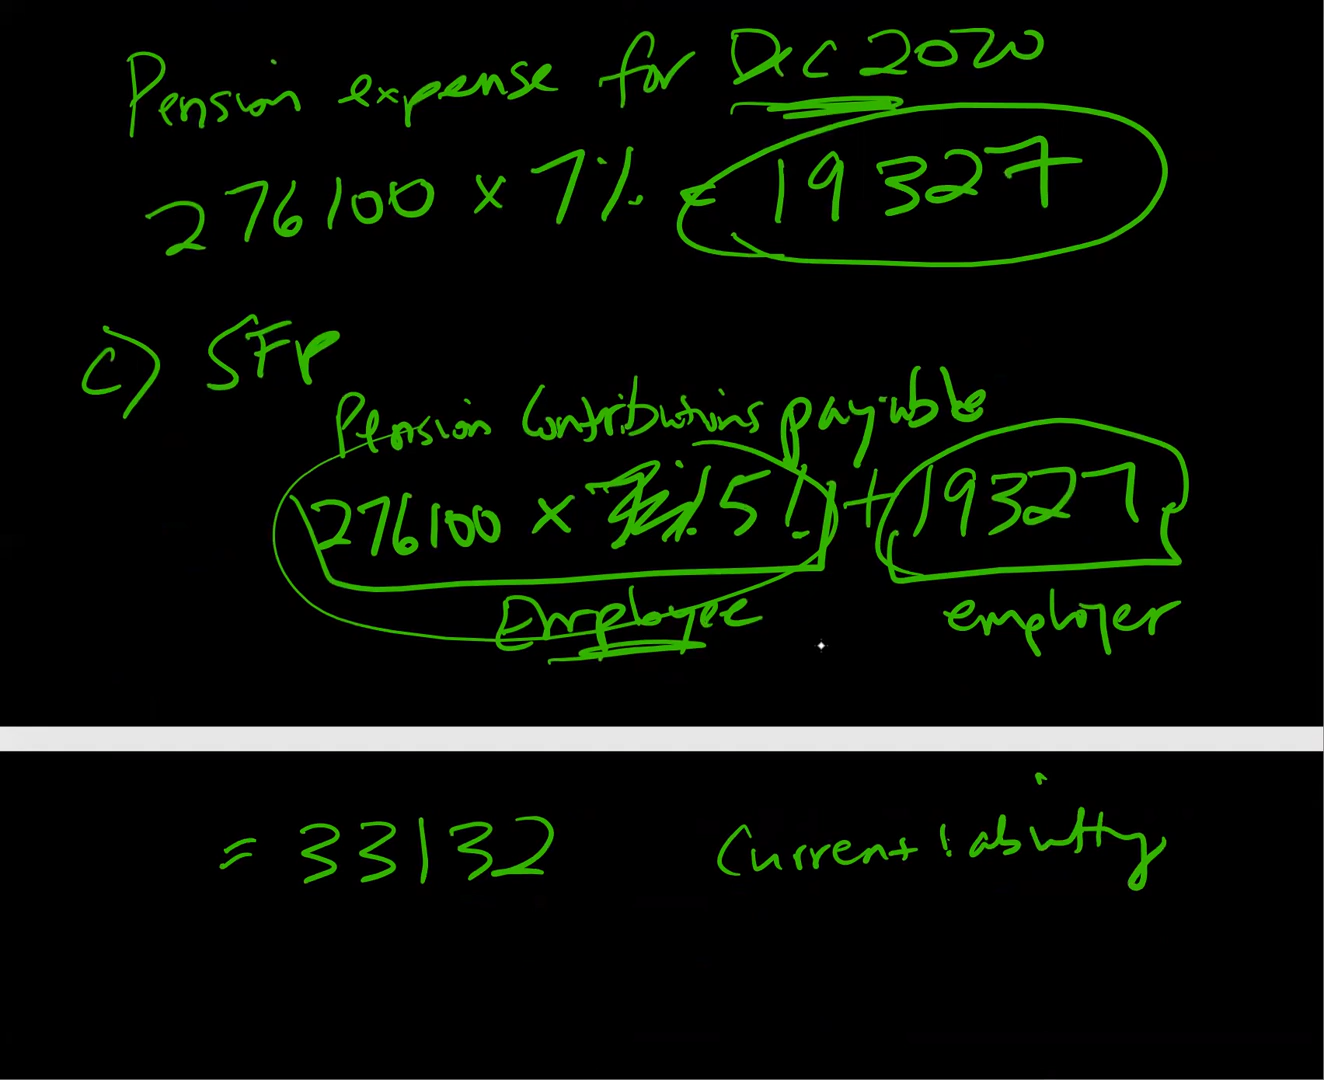 Pension expense for Dec 2020
276100 x 7% = 19327
c) SFP
Pension Contributions payable
276100 x 5% + 19327
Employee employer
= 33132 Current liability